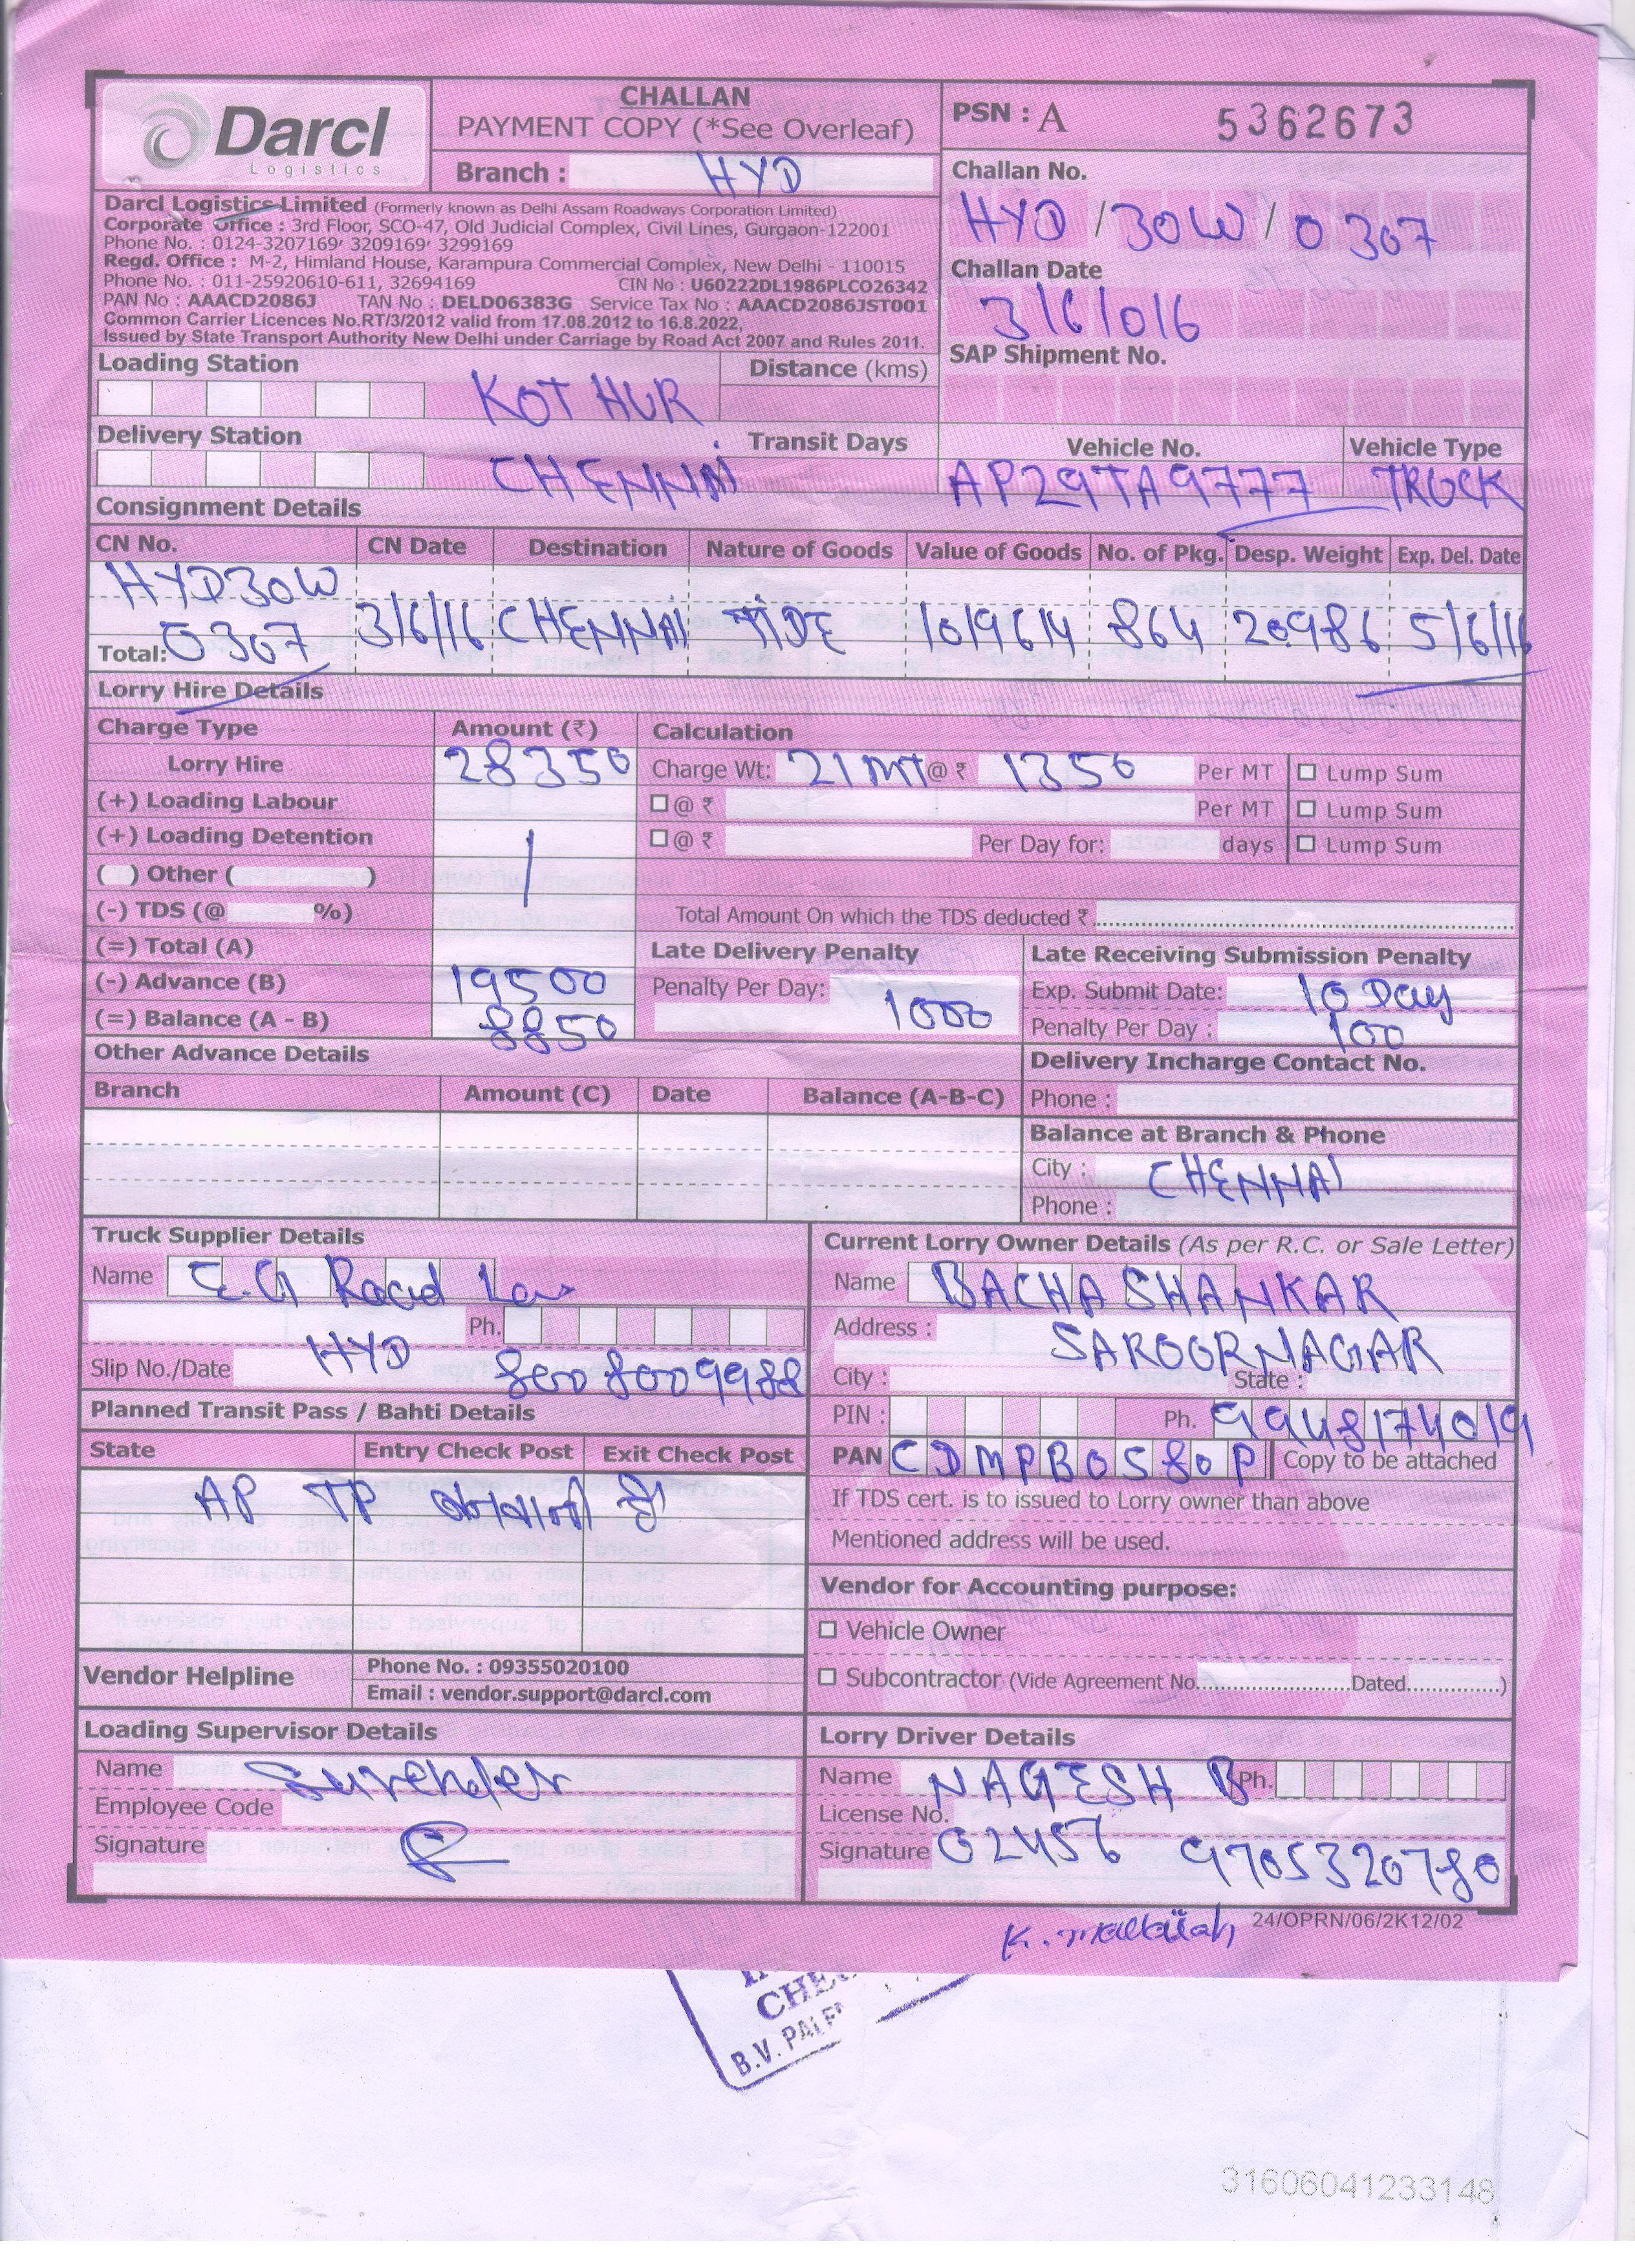 Darcl
Logistics
CHALLAN
PAYMENT COPY (*See Overleaf)
Branch : HYD
PSN : A 5362673
Challan No.
HYD / 30W / 0307
Challan Date
3/6/016
SAP Shipment No.
Darcl Logistics Limited (Formerly known as Delhi Assam Roadways Corporation Limited)
Corporate Office : 3rd Floor, SCO-47, Old Judicial Complex, Civil Lines, Gurgaon-122001
Phone No. : 0124-3207169, 3209169, 3299169
Regd. Office : M-2, Himland House, Karampura Commercial Complex, New Delhi - 110015
Phone No. : 011-25920610-611, 32694169 CIN No : U60222DL1986PLCO26342
PAN No : AAACD2086J TAN No : DELD06383G Service Tax No : AAACD2086JST001
Common Carrier Licences No.RT/3/2012 valid from 17.08.2012 to 16.8.2022,
Issued by State Transport Authority New Delhi under Carriage by Road Act 2007 and Rules 2011.
Loading Station KOTHUR Distance (kms)
Delivery Station CHENNAI Transit Days
Vehicle No. Vehicle Type
AP29TA9777 TRUCK
Consignment Details
CN No. CN Date Destination Nature of Goods Value of Goods No. of Pkg. Desp. Weight Exp. Del. Date
HYD30W
Total: 0307 3/6/16 CHENNAI TIDE 1019614 864 20986 5/6/16
Lorry Hire Details
Charge Type Amount (₹) Calculation
Lorry Hire 28350 Charge Wt: 21 MT @ ₹ 1350 Per MT Lump Sum
(+) Loading Labour @ ₹ Per MT Lump Sum
(+) Loading Detention @ ₹ Per Day for: days Lump Sum
( ) Other ( )
(-) TDS (@ %) Total Amount On which the TDS deducted ₹
(=) Total (A) Late Delivery Penalty Late Receiving Submission Penalty
(-) Advance (B) 19500 Penalty Per Day: 1000 Exp. Submit Date: 10 Day
(=) Balance (A - B) 8850 Penalty Per Day : 100
Other Advance Details Delivery Incharge Contact No.
Branch Amount (C) Date Balance (A-B-C) Phone :
Balance at Branch & Phone
City : CHENNAI
Phone :
Truck Supplier Details
Name Road
Ph.
Slip No./Date HYD 8008009988
Current Lorry Owner Details (As per R.C. or Sale Letter)
Name BACHA SHANKAR
Address : SAROORNAGAR
City : State :
PIN : Ph. 9948174019
PAN CDMPB0580P Copy to be attached
If TDS cert. is to issued to Lorry owner than above
Mentioned address will be used.
Planned Transit Pass / Bahti Details
State Entry Check Post Exit Check Post
AP TP है
Vendor for Accounting purpose:
Vehicle Owner
Subcontractor (Vide Agreement No. Dated )
Vendor Helpline Phone No. : 09355020100
Email : vendor.support@darcl.com
Loading Supervisor Details
Name Surender
Employee Code
Signature
Lorry Driver Details
Name NAGESH B Ph.
License No.
Signature 02456 9705320780
24/OPRN/06/2K12/02
CHE
B.V. PALE
31606041233148